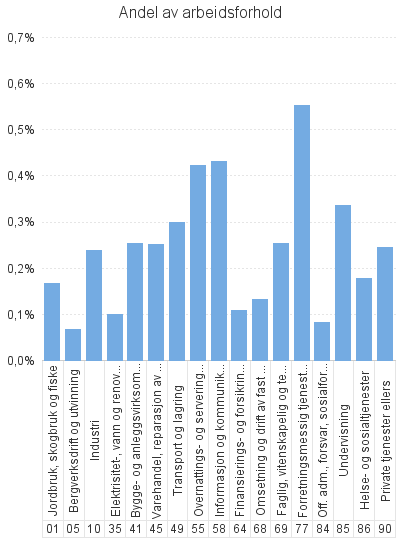 Andel av arbeidsforhold
0,7%
0,6%
0,5%
0,4%
0,3%
0,2%
0,1%
0,0%
Jordbruk, skogbruk og fiske
Bergverksdrift og utvinning
Industri
Elektrisitet-, vann og renov...
Bygge- og anleggsvirksom...
Varehandel, reparasjon av ...
Transport og lagring
Overnattings- og servering...
Informasjon og kommunik...
Finansierings- og forsikrin...
Omsetning og drift av fast ...
Faglig, vitenskapelig og te...
Forretningsmessig tjenest...
Off. adm., forsvar, sosialfor...
Undervisning
Helse- og sosialtjenester
Private tjenester ellers
01 05 10 35 41 45 49 55 58 64 68 69 77 84 85 86 90